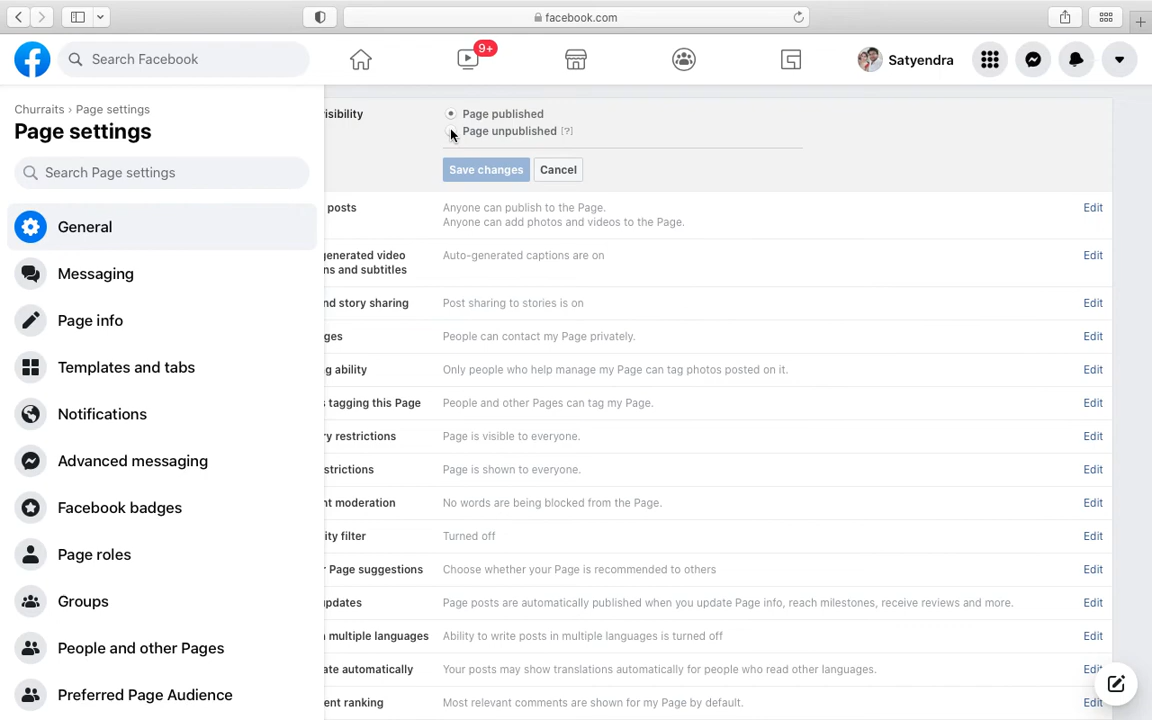 facebook.com
Search Facebook
9+
Satyendra
Churraits › Page settings
Page settings
Search Page settings
General
Messaging
Page info
Templates and tabs
Notifications
Advanced messaging
Facebook badges
Page roles
Groups
People and other Pages
Preferred Page Audience
isibility
Page published
Page unpublished [?]
Save changes
Cancel
posts
Anyone can publish to the Page.
Anyone can add photos and videos to the Page.
Edit
generated video
ns and subtitles
Auto-generated captions are on
Edit
nd story sharing
Post sharing to stories is on
Edit
ges
People can contact my Page privately.
Edit
g ability
Only people who help manage my Page can tag photos posted on it.
Edit
s tagging this Page
People and other Pages can tag my Page.
Edit
ry restrictions
Page is visible to everyone.
Edit
strictions
Page is shown to everyone.
Edit
nt moderation
No words are being blocked from the Page.
Edit
ity filter
Turned off
Edit
r Page suggestions
Choose whether your Page is recommended to others
Edit
updates
Page posts are automatically published when you update Page info, reach milestones, receive reviews and more.
Edit
n multiple languages
Ability to write posts in multiple languages is turned off
Edit
ate automatically
Your posts may show translations automatically for people who read other languages.
Edit
ent ranking
Most relevant comments are shown for my Page by default.
Edit